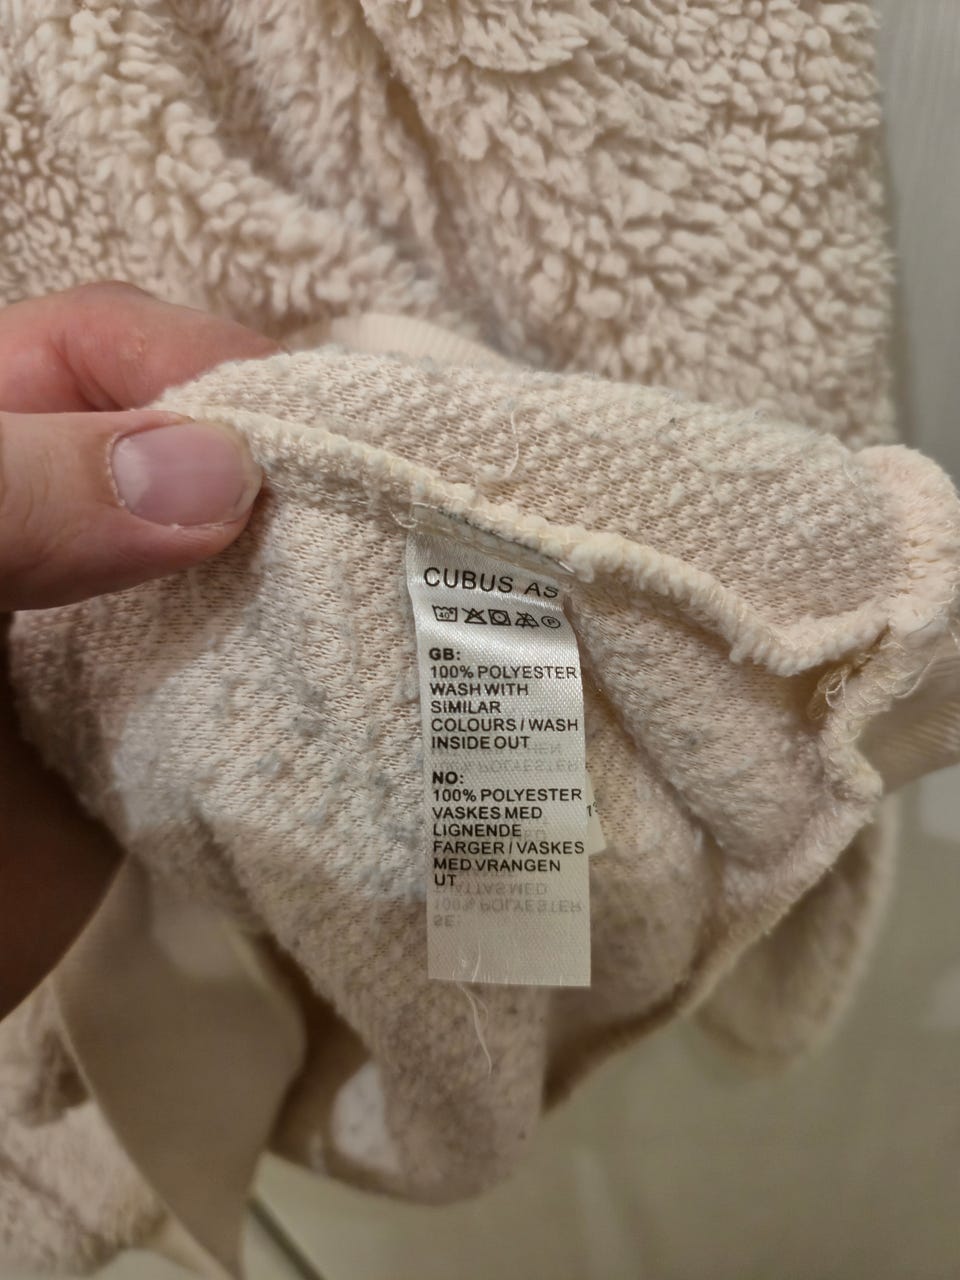 CUBUS AS
40°
P
GB:
100% POLYESTER
WASH WITH
SIMILAR
COLOURS / WASH
INSIDE OUT
NO:
100% POLYESTER
VASKES MED
LIGNENDE
FARGER / VASKES
MED VRANGEN
UT